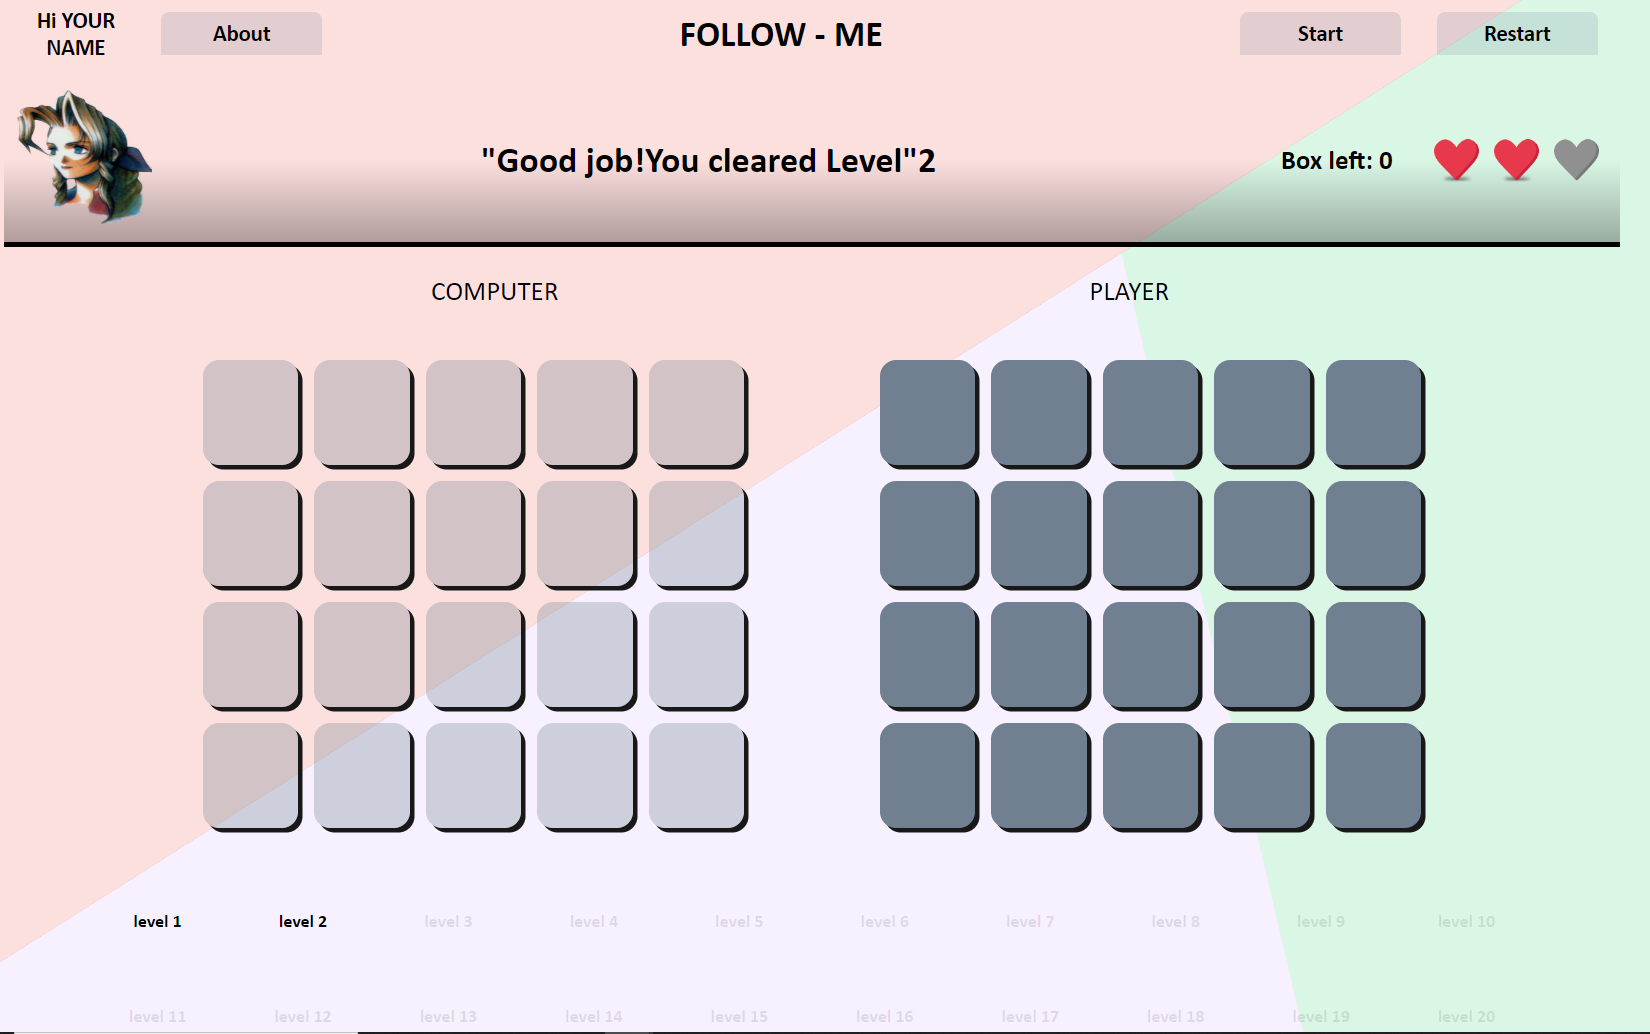 Hi YOUR
NAME
About
FOLLOW - ME
Start
Restart
"Good job!You cleared Level"2
Box left: 0
COMPUTER
PLAYER
level 1
level 2
level 3
level 4
level 5
level 6
level 7
level 8
level 9
level 10
level 11
level 12
level 13
level 14
level 15
level 16
level 17
level 18
level 19
level 20